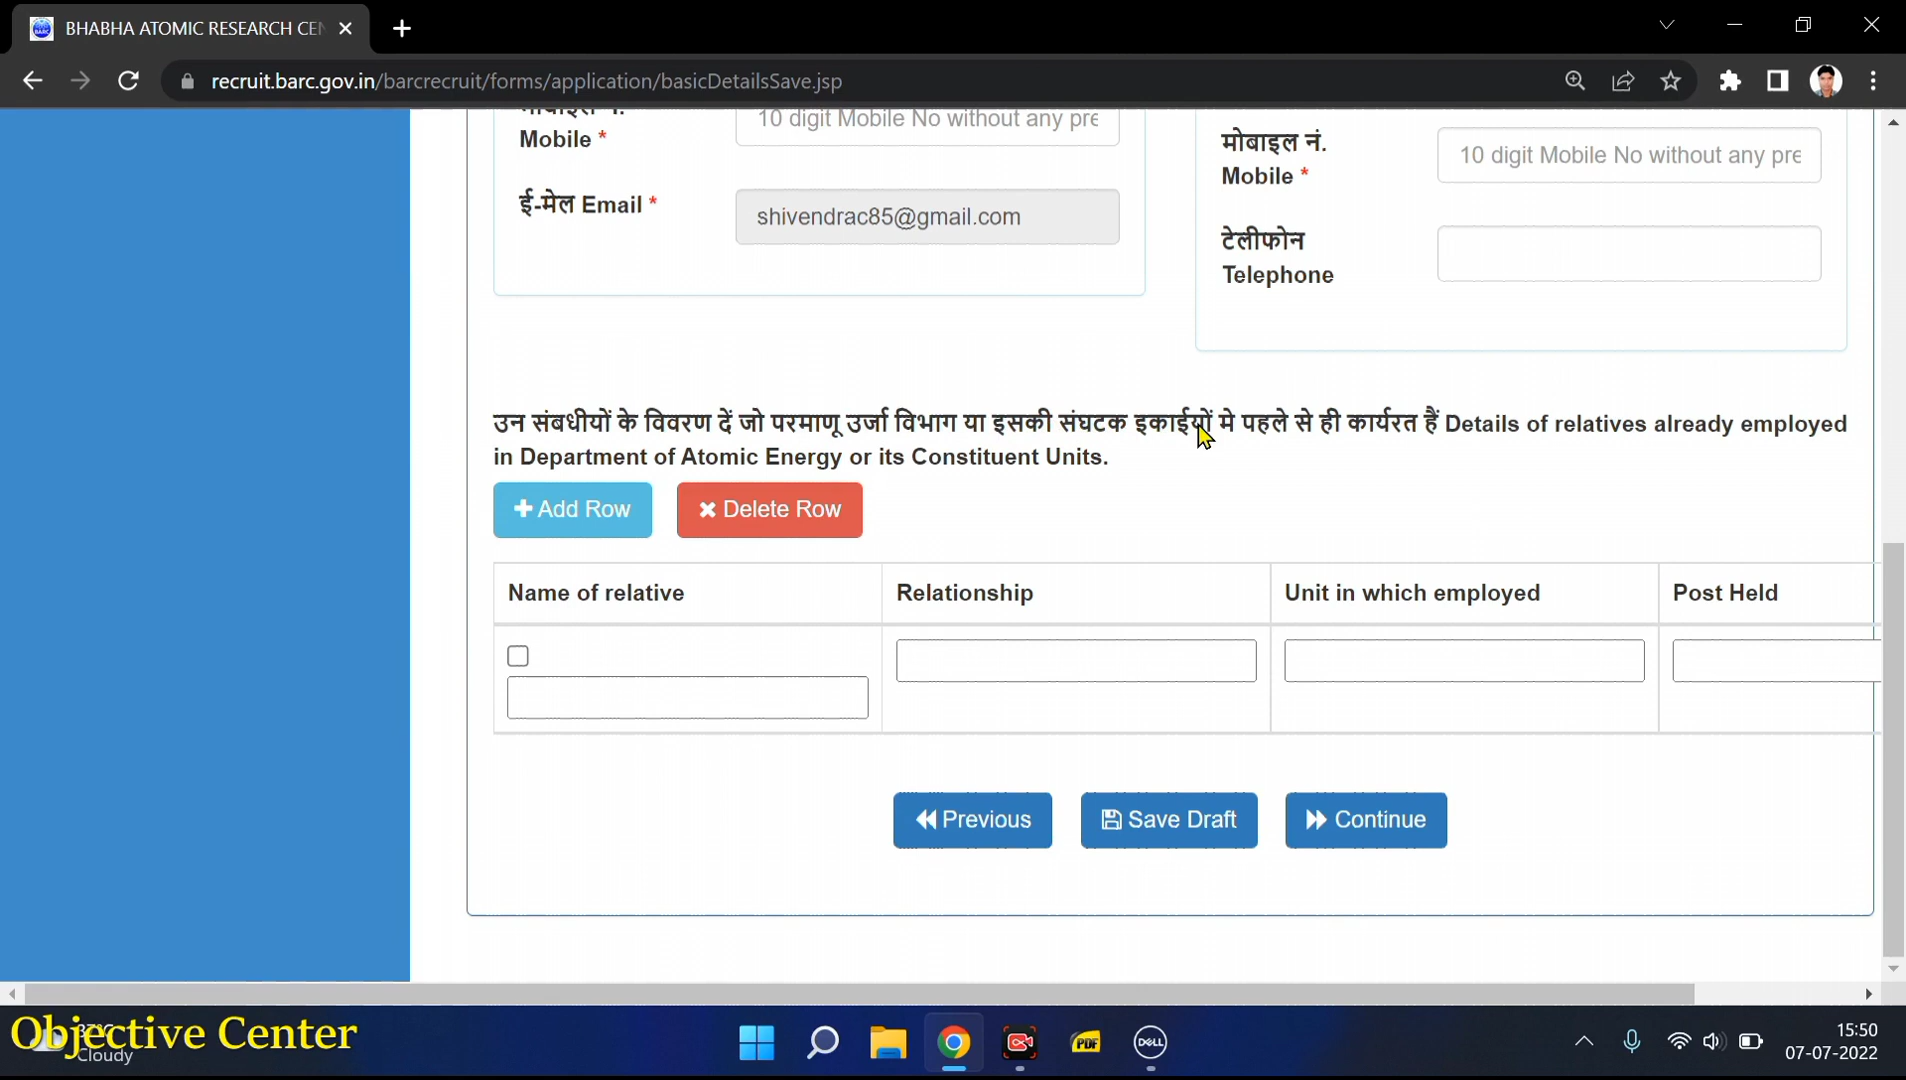 BHABHA ATOMIC RESEARCH CEN
recruit.barc.gov.in/barcrecruit/forms/application/basicDetailsSave.jsp
Mobile *
10 digit Mobile No without any pre
ई-मेल Email *
shivendrac85@gmail.com
मोबाइल नं.
Mobile *
10 digit Mobile No without any pre
टेलीफोन
Telephone
उन संबधीयों के विवरण दें जो परमाणू उर्जा विभाग या इसकी संघटक इकाईयों मे पहले से ही कार्यरत हैं Details of relatives already employed
in Department of Atomic Energy or its Constituent Units.
Add Row
Delete Row
Name of relative
Relationship
Unit in which employed
Post Held
Previous
Save Draft
Continue
Objective Center
Cloudy
PDF
DELL
15:50
07-07-2022